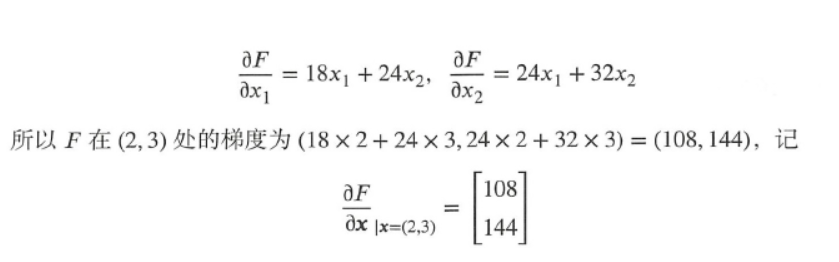 ∂F/∂x₁ = 18x₁ + 24x₂, ∂F/∂x₂ = 24x₁ + 32x₂
所以 F 在 (2, 3) 处的梯度为 (18 × 2 + 24 × 3, 24 × 2 + 32 × 3) = (108, 144)，记
∂F/∂x |x=(2,3) = [108
144]